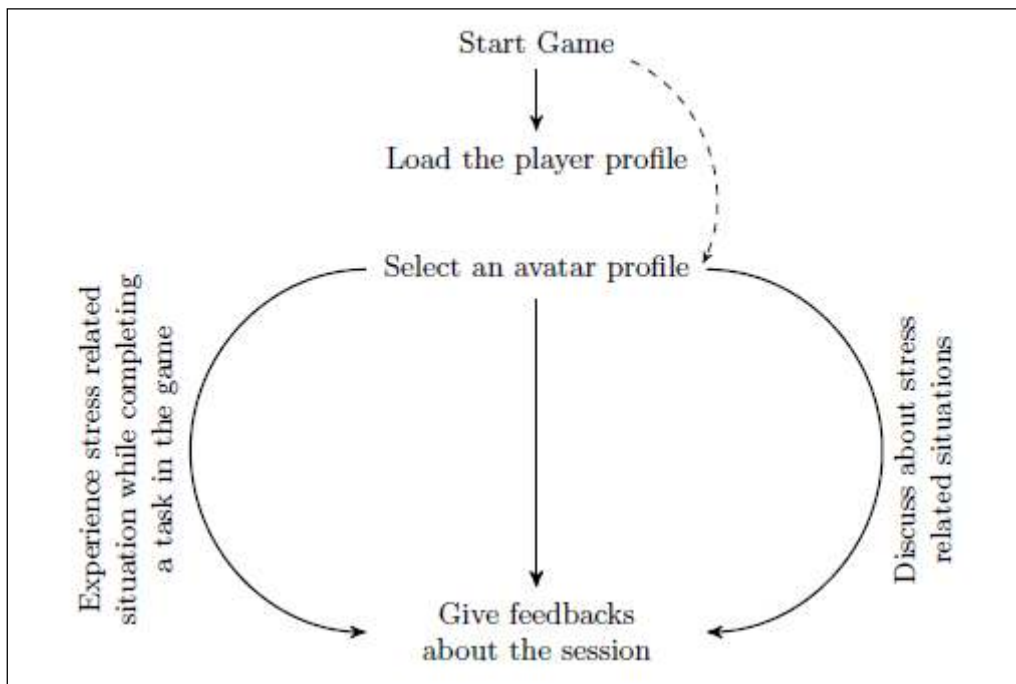 Start Game
Load the player profile
Select an avatar profile
Experience stress related
situation while completing
a task in the game
Discuss about stress
related situations
Give feedbacks
about the session